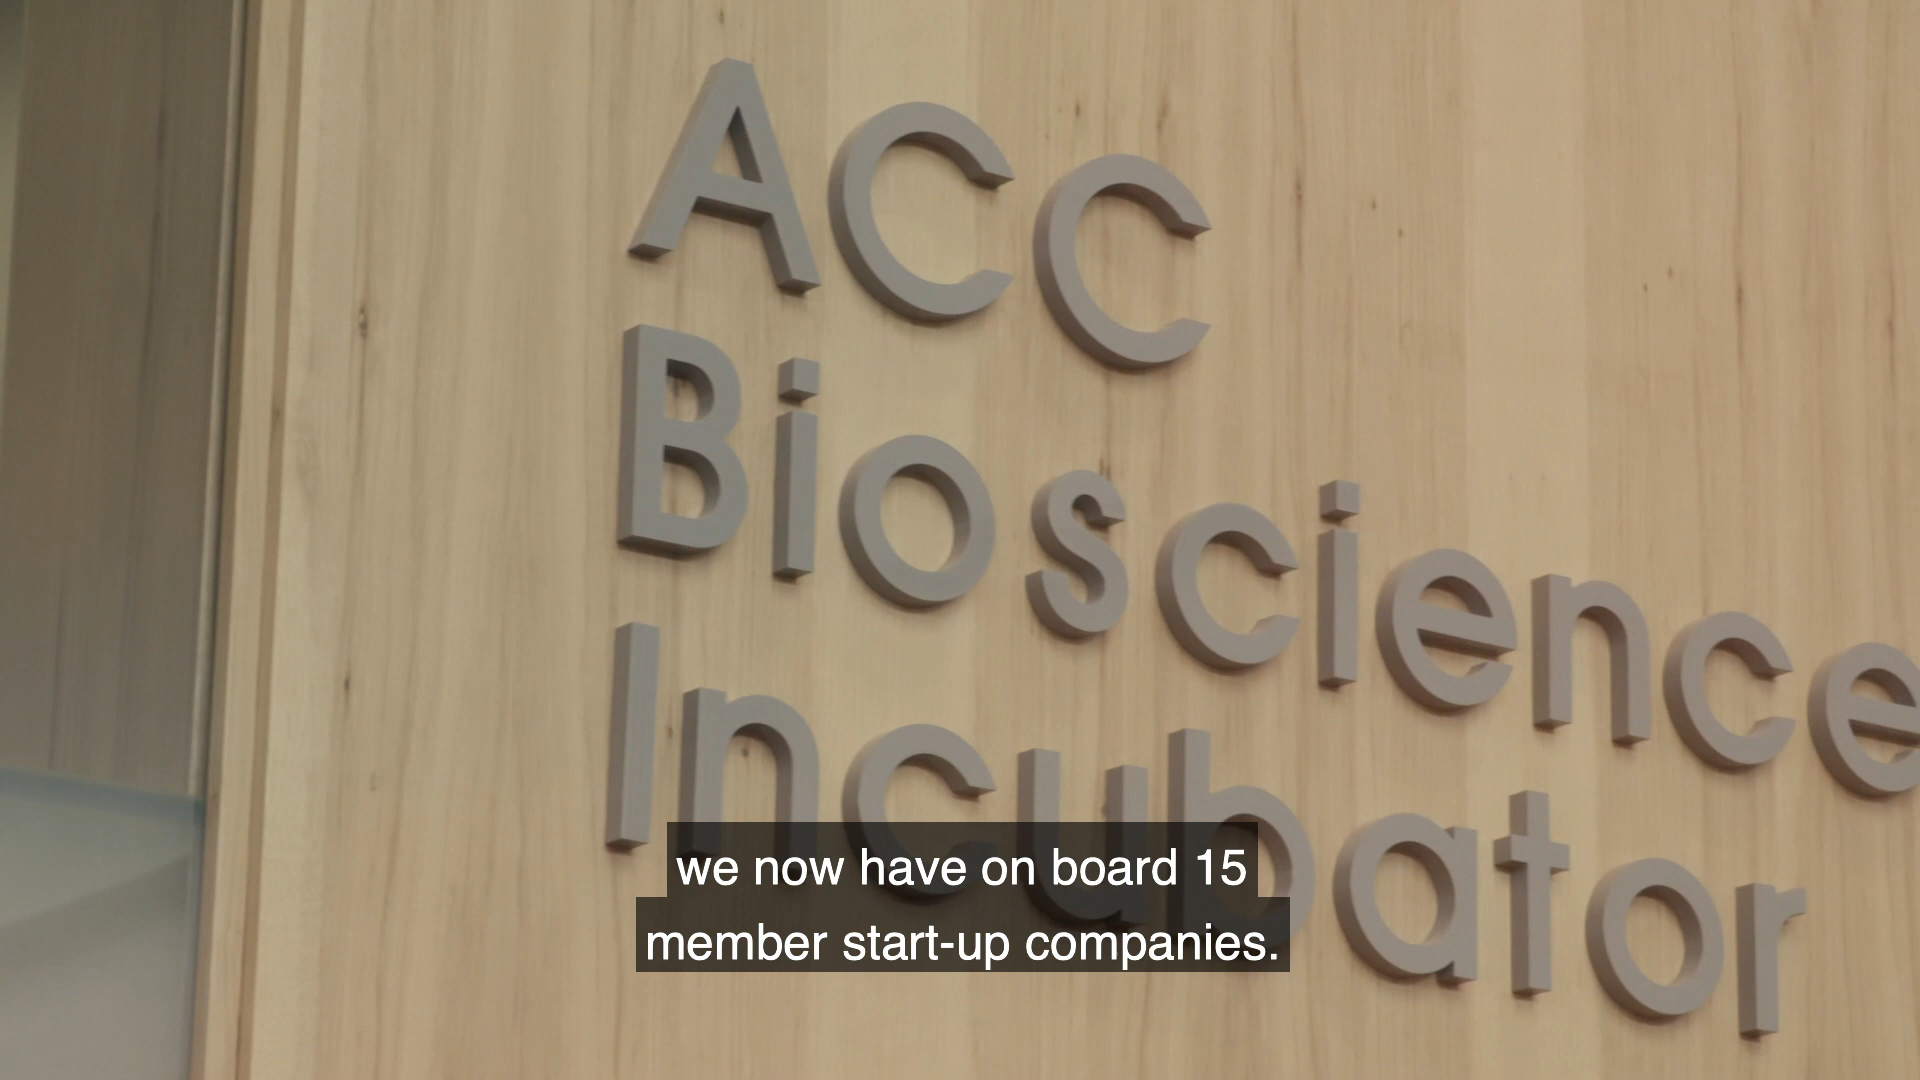 ACC
Bioscience
Incubator
we now have on board 15
member start-up companies.